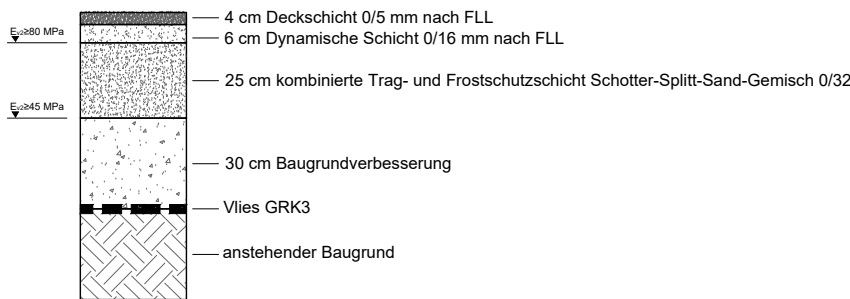 4 cm Deckschicht 0/5 mm nach FLL
Ev2≥80 MPa
6 cm Dynamische Schicht 0/16 mm nach FLL
25 cm kombinierte Trag- und Frostschutzschicht Schotter-Splitt-Sand-Gemisch 0/32
Ev2≥45 MPa
30 cm Baugrundverbesserung
Vlies GRK3
anstehender Baugrund